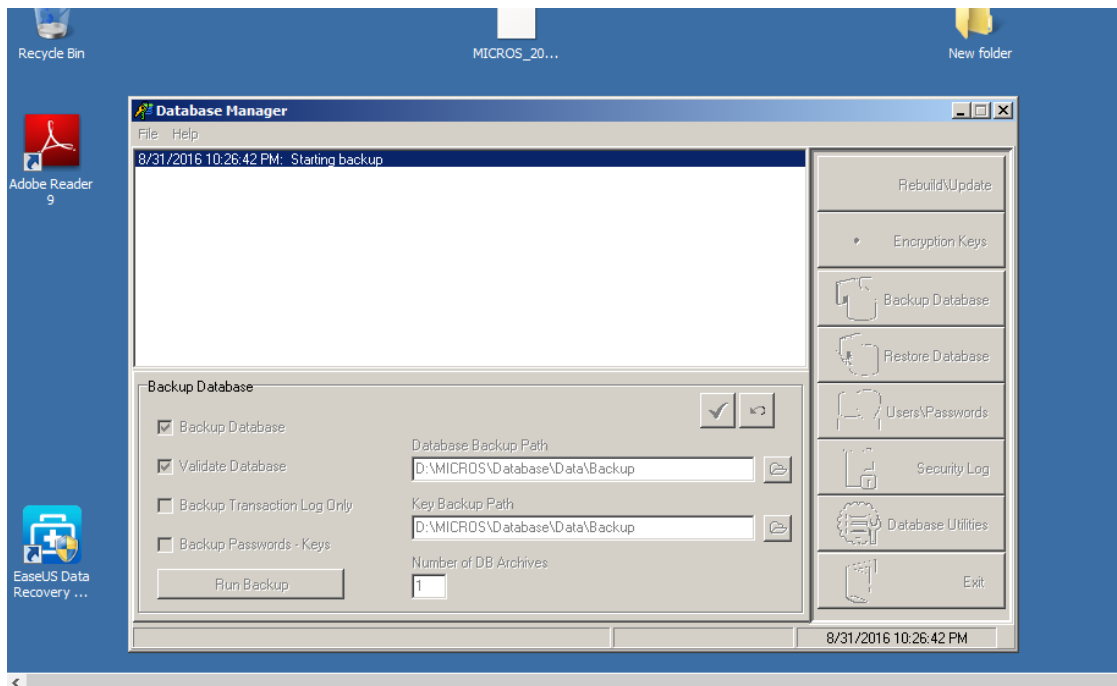 Recycle Bin
MICROS_20...
New folder
Adobe Reader
9
EaseUS Data
Recovery ...
Database Manager
File Help
8/31/2016 10:26:42 PM: Starting backup
Rebuild\Update
Encryption Keys
Backup Database
Restore Database
Users\Passwords
Security Log
Database Utilities
Exit
Backup Database
Backup Database
Validate Database
Backup Transaction Log Only
Backup Passwords - Keys
Run Backup
Database Backup Path
D:\MICROS\Database\Data\Backup
Key Backup Path
D:\MICROS\Database\Data\Backup
Number of DB Archives
1
8/31/2016 10:26:42 PM